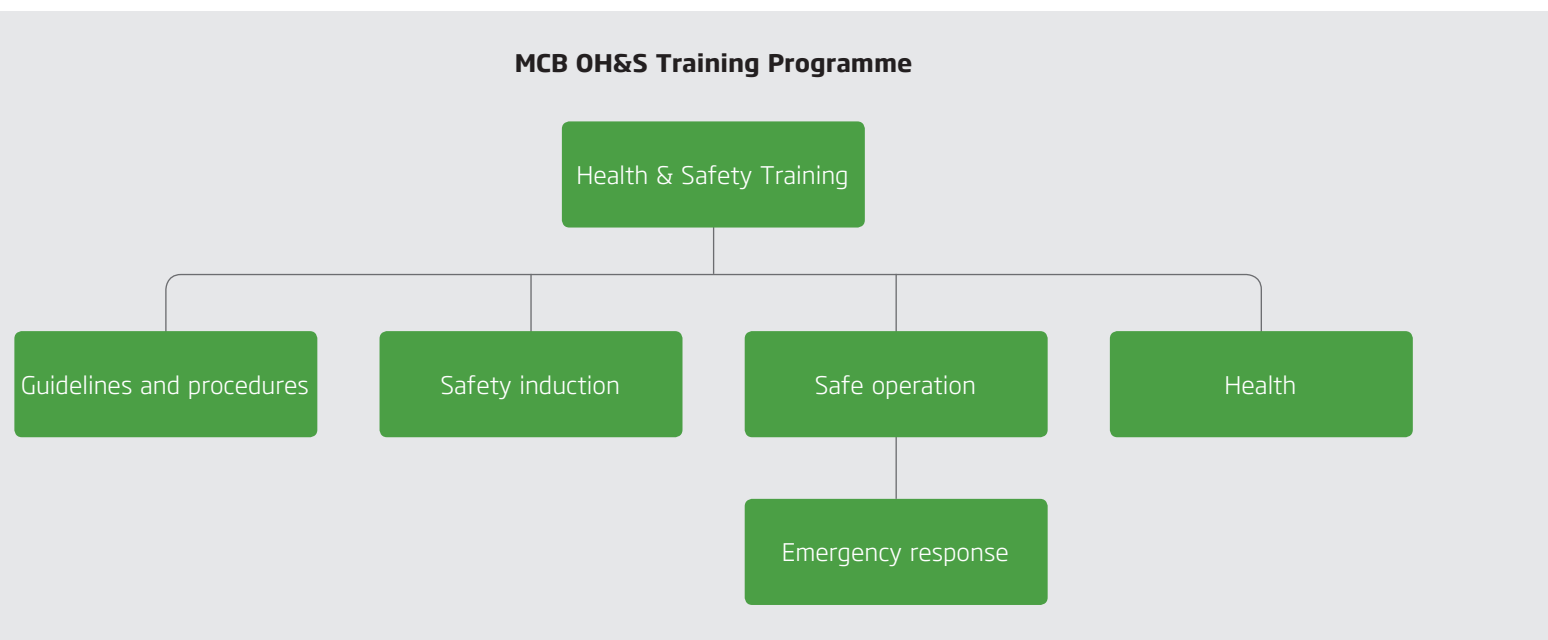 MCB OH&S Training Programme
Health & Safety Training
Guidelines and procedures
Safety induction
Safe operation
Health
Emergency response